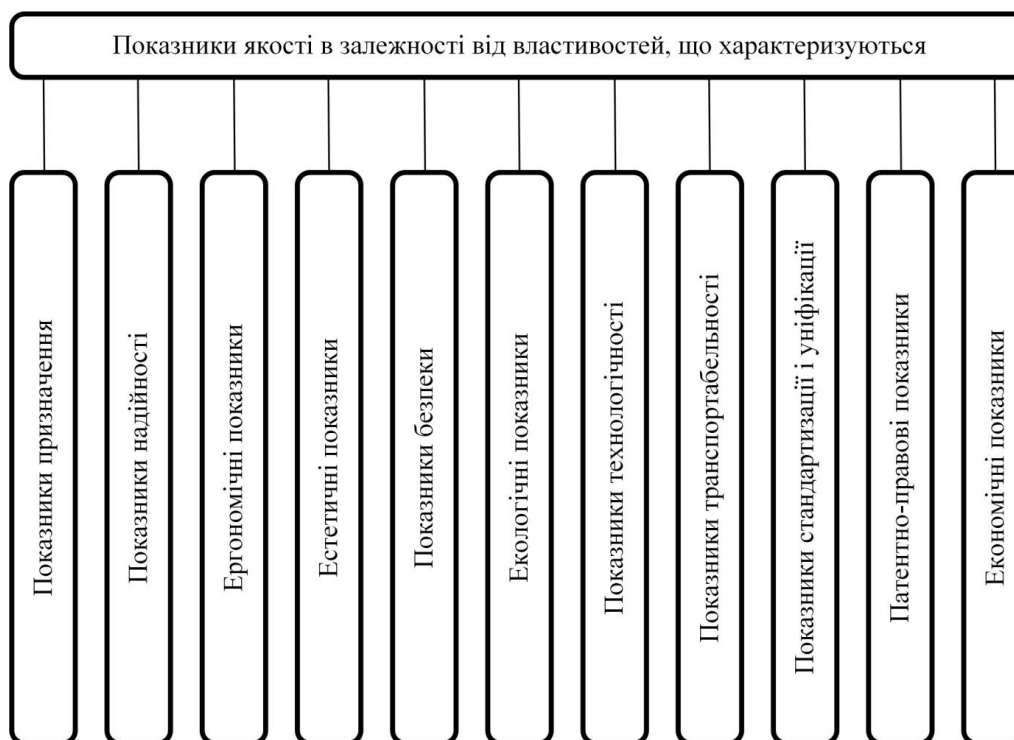 Показники якості в залежності від властивостей, що характеризуються
Показники призначення
Показники надійності
Ергономічні показники
Естетичні показники
Показники безпеки
Екологічні показники
Показники технологічності
Показники транспортабельності
Показники стандартизації і уніфікації
Патентно-правові показники
Економічні показники